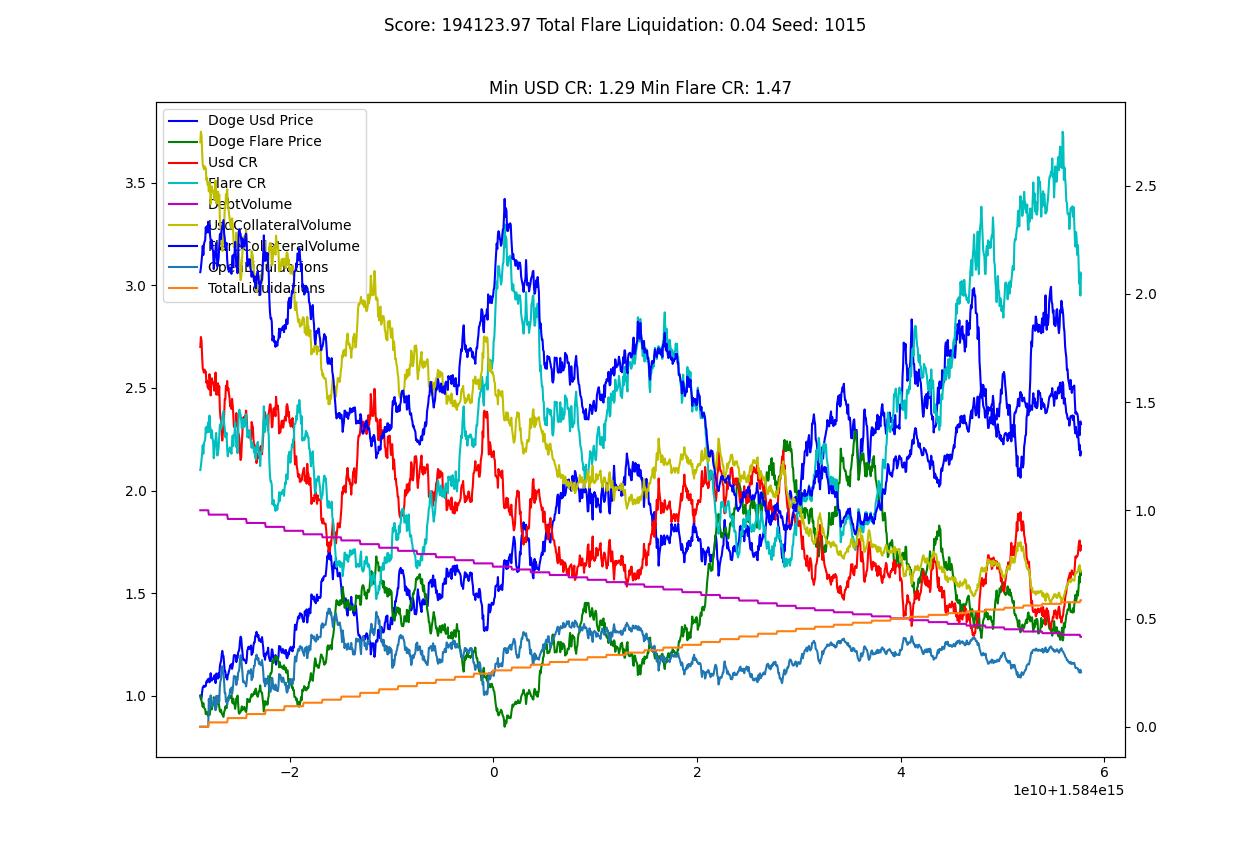 Score: 194123.97 Total Flare Liquidation: 0.04 Seed: 1015
Min USD CR: 1.29 Min Flare CR: 1.47
Doge Usd Price
Doge Flare Price
Usd CR
Flare CR
DebtVolume
UsdCollateralVolume
FlareCollateralVolume
OpenLiquidations
TotalLiquidations
3.5
3.0
2.5
2.0
1.5
1.0
2.5
2.0
1.5
1.0
0.5
0.0
−2
0
2
4
6
1e10+1.584e15